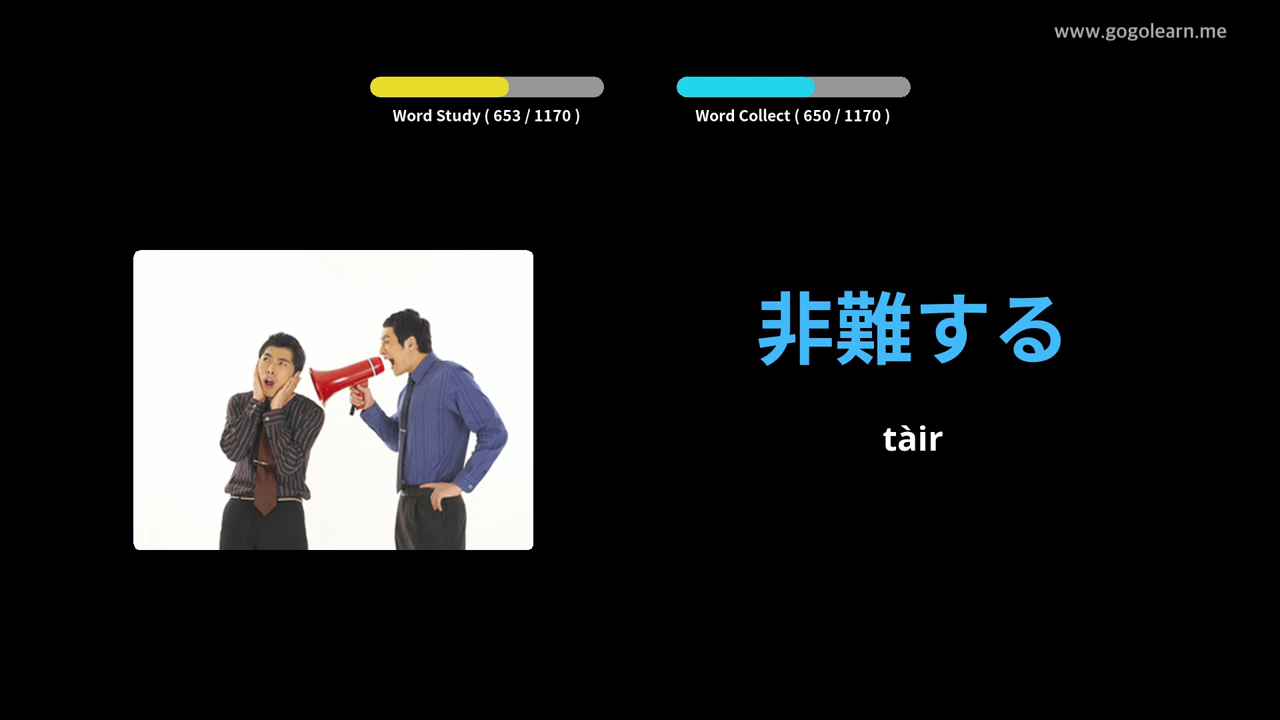 www.gogolearn.me
Word Study ( 653 / 1170 )
Word Collect ( 650 / 1170 )
非難する
tàir